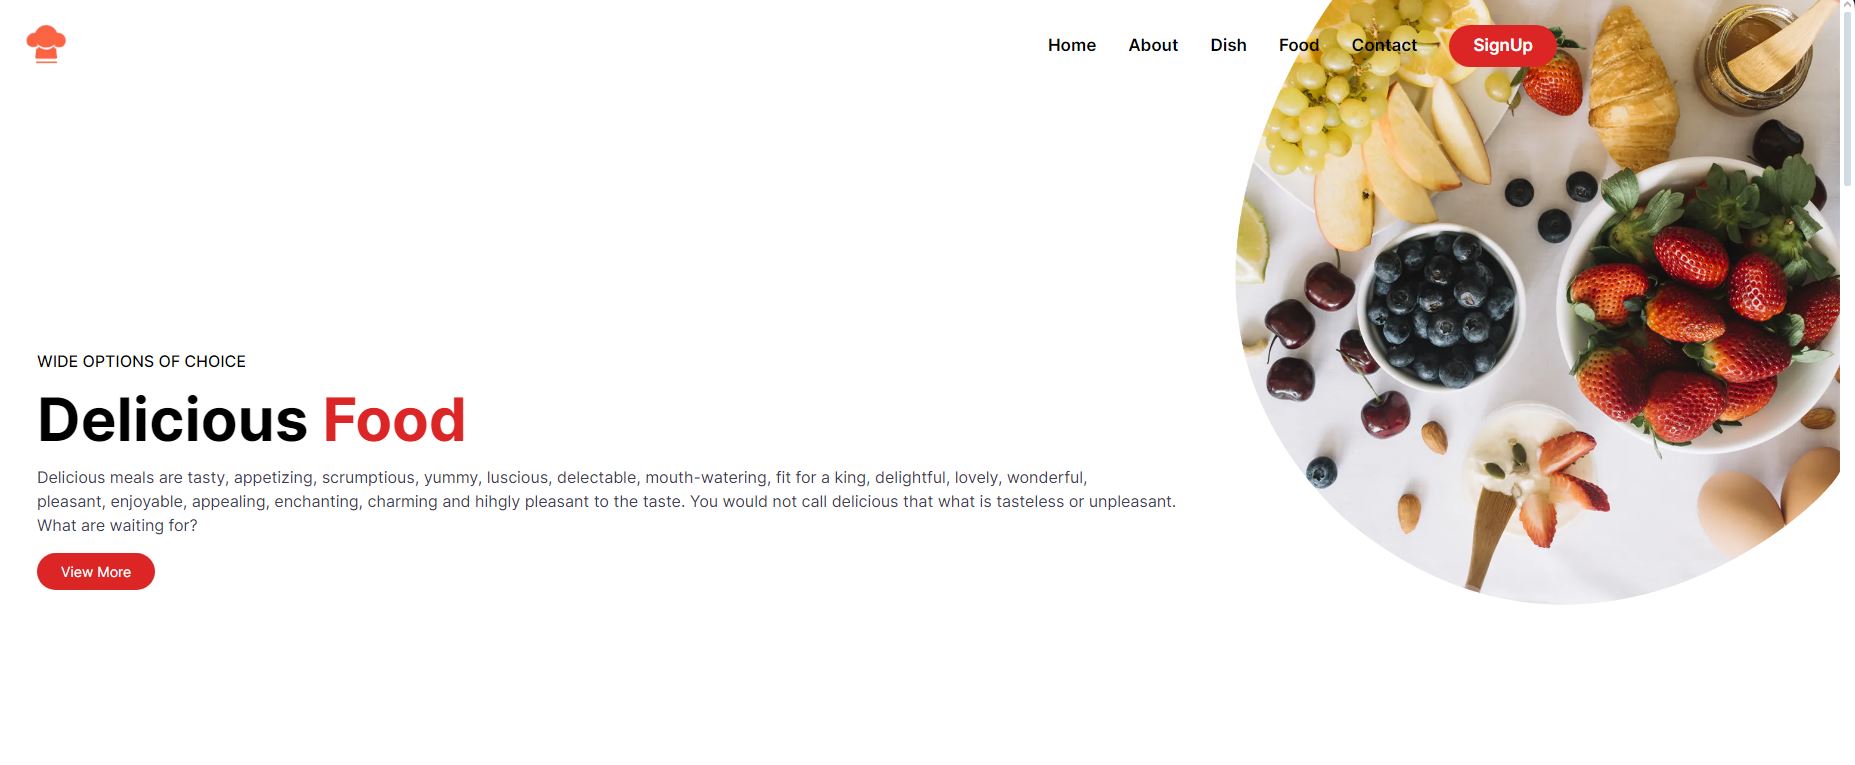 Home About Dish Food Contact SignUp
WIDE OPTIONS OF CHOICE
Delicious Food
Delicious meals are tasty, appetizing, scrumptious, yummy, luscious, delectable, mouth-watering, fit for a king, delightful, lovely, wonderful,
pleasant, enjoyable, appealing, enchanting, charming and hihgly pleasant to the taste. You would not call delicious that what is tasteless or unpleasant.
What are waiting for?
View More